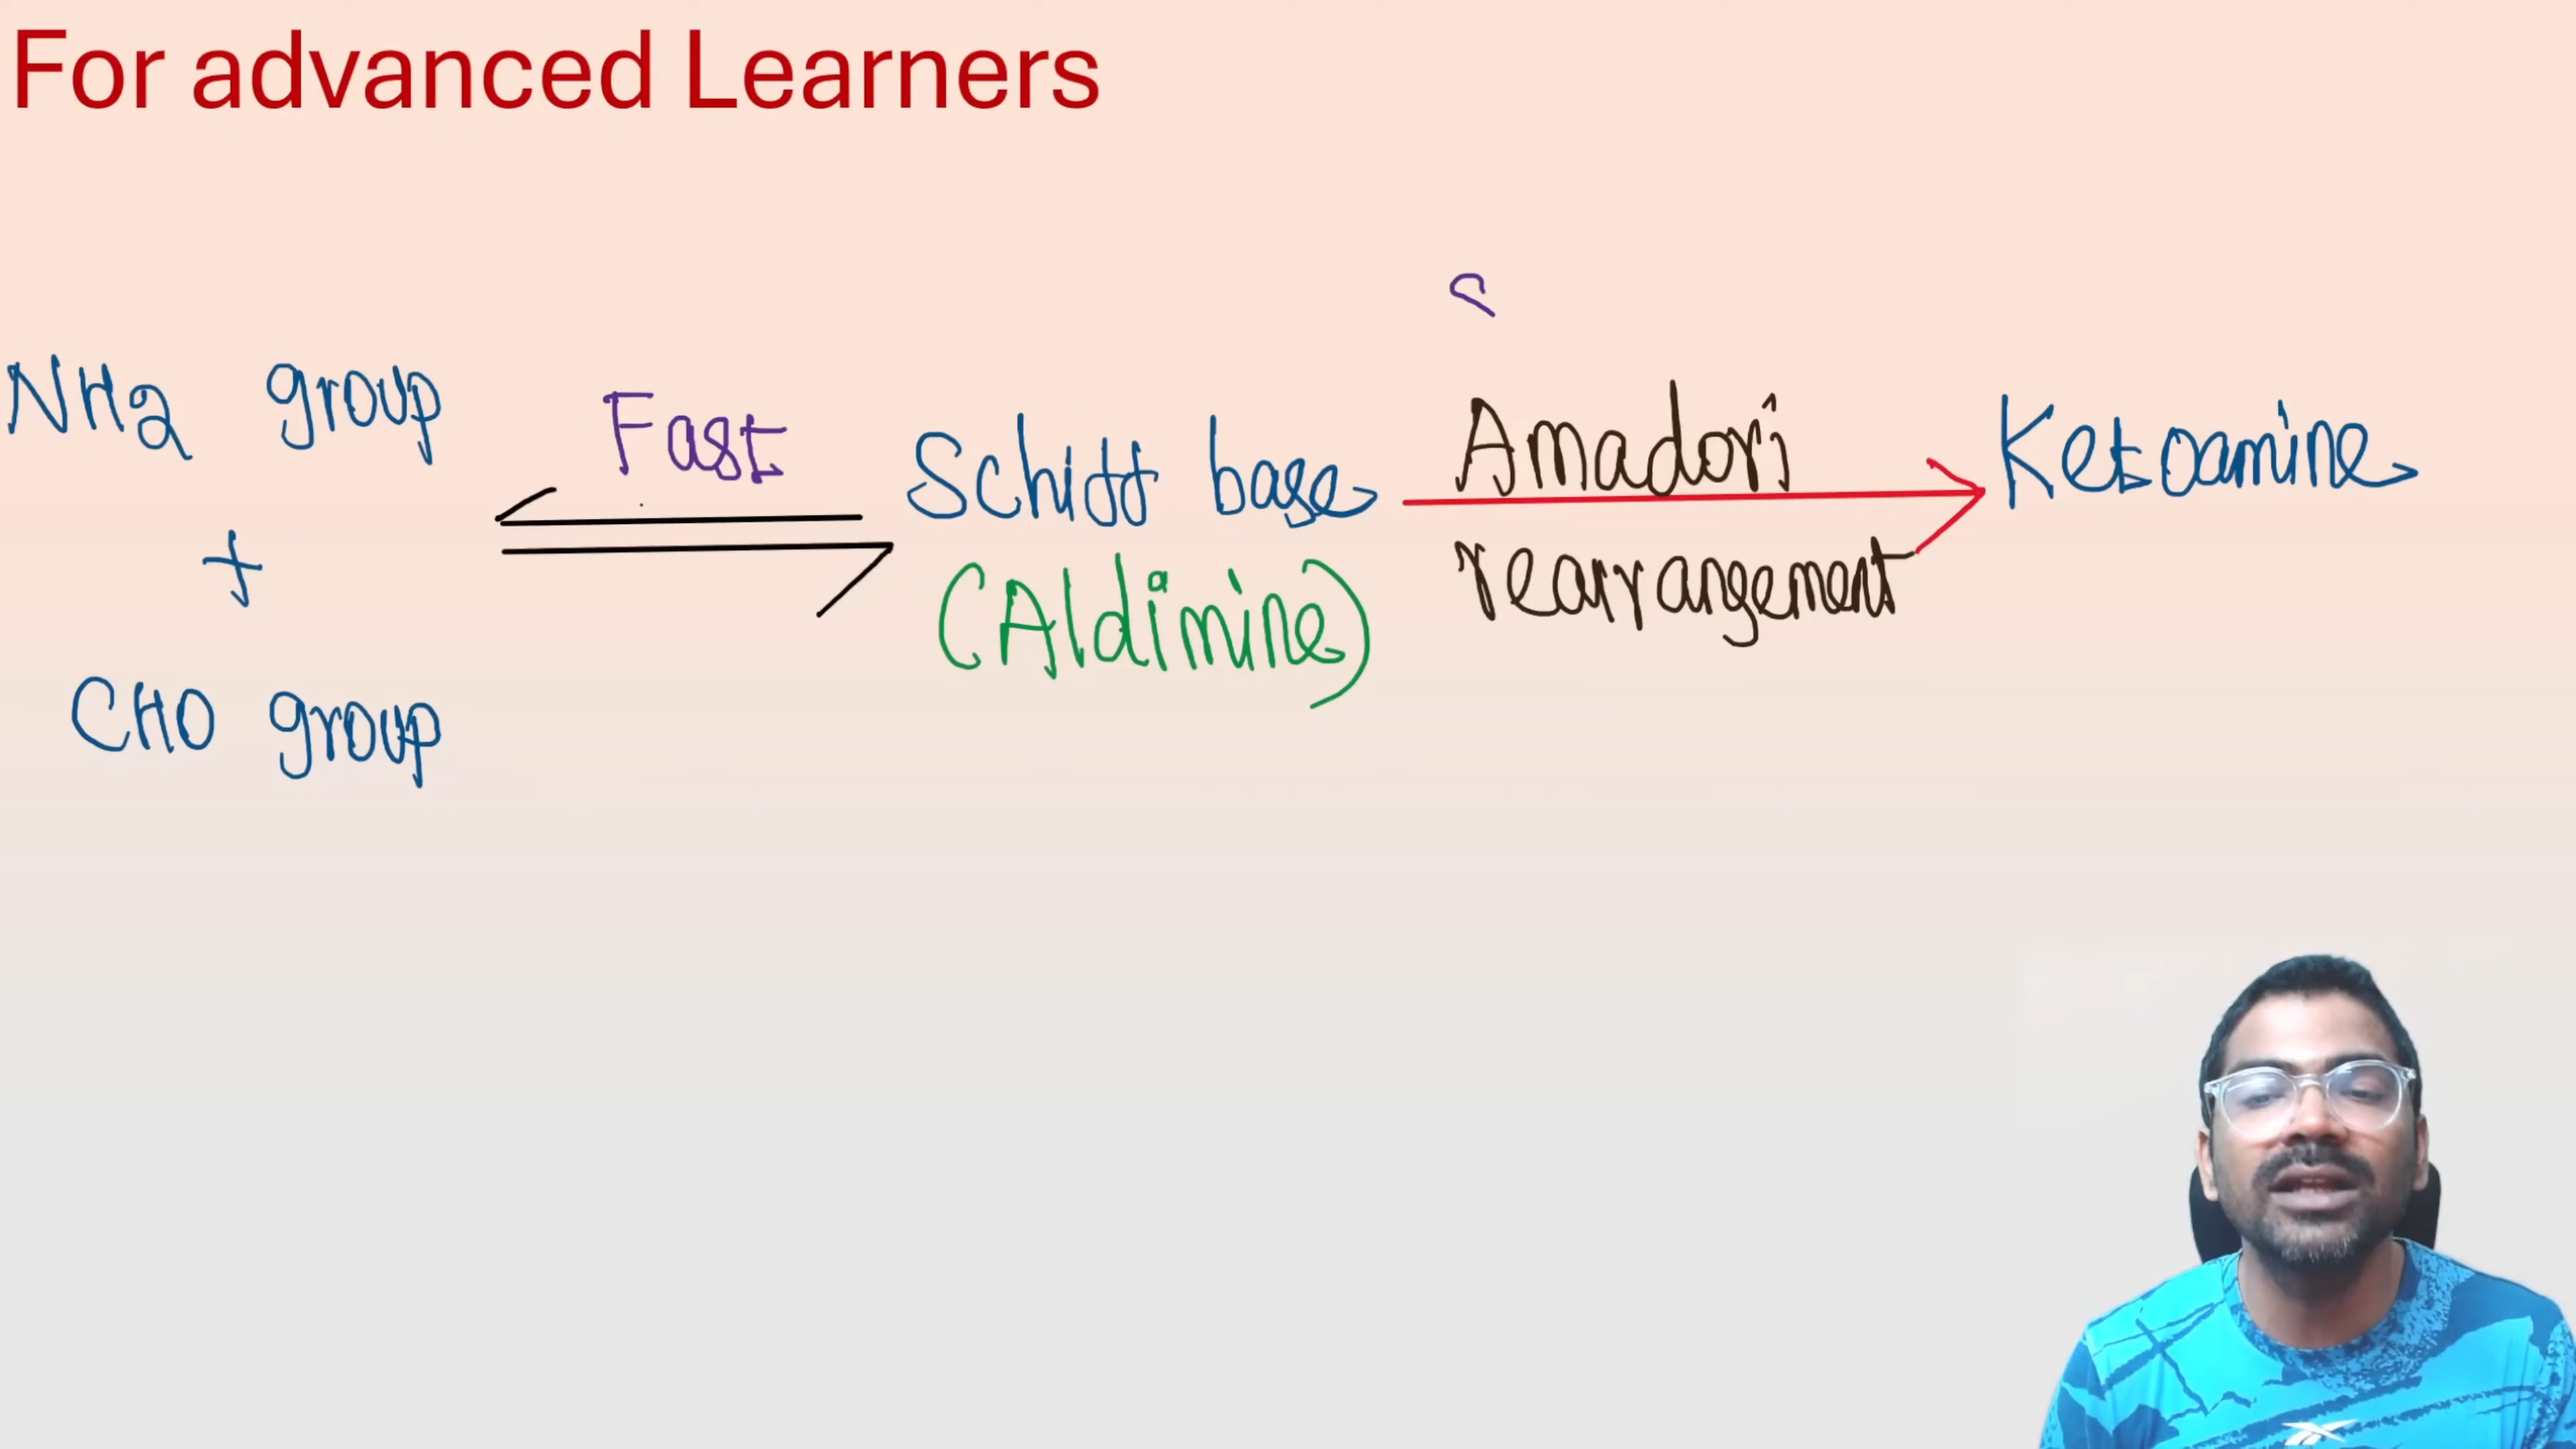 For advanced Learners
NH2 group
+
CHO group
Fast
Schiff base
(Aldimine)
S
Amadori
rearrangement
Ketoamine